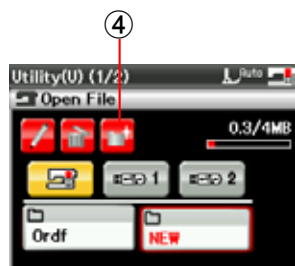 ④
Utility(U) (1/2) Auto
Open File
0.3/4MB
1 2
Ordf NEW